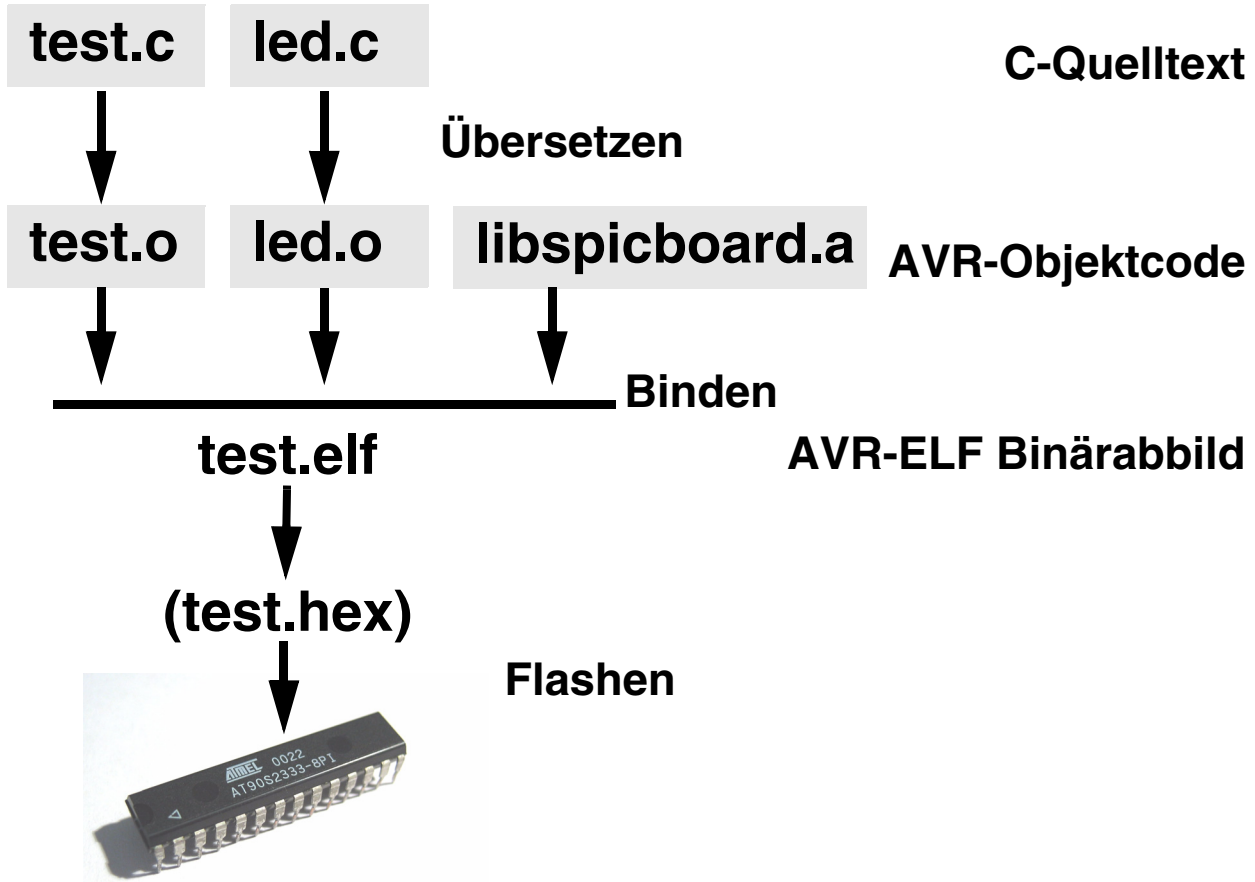 test.c led.c
C-Quelltext
Übersetzen
test.o led.o libspicboard.a
AVR-Objektcode
Binden
test.elf
AVR-ELF Binärabbild
(test.hex)
Flashen
ATMEL 0022
AT90S2333-8PI